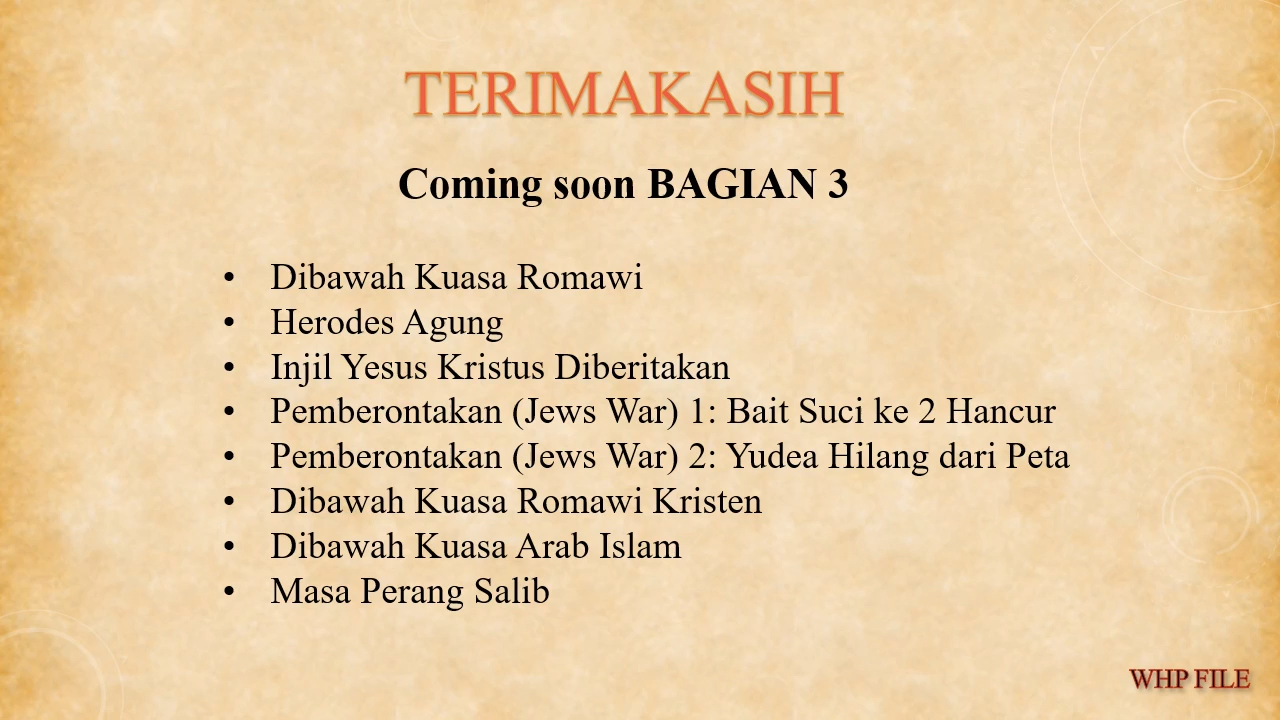 TERIMAKASIH
Coming soon BAGIAN 3
• Dibawah Kuasa Romawi
• Herodes Agung
• Injil Yesus Kristus Diberitakan
• Pemberontakan (Jews War) 1: Bait Suci ke 2 Hancur
• Pemberontakan (Jews War) 2: Yudea Hilang dari Peta
• Dibawah Kuasa Romawi Kristen
• Dibawah Kuasa Arab Islam
• Masa Perang Salib
WHP FILE